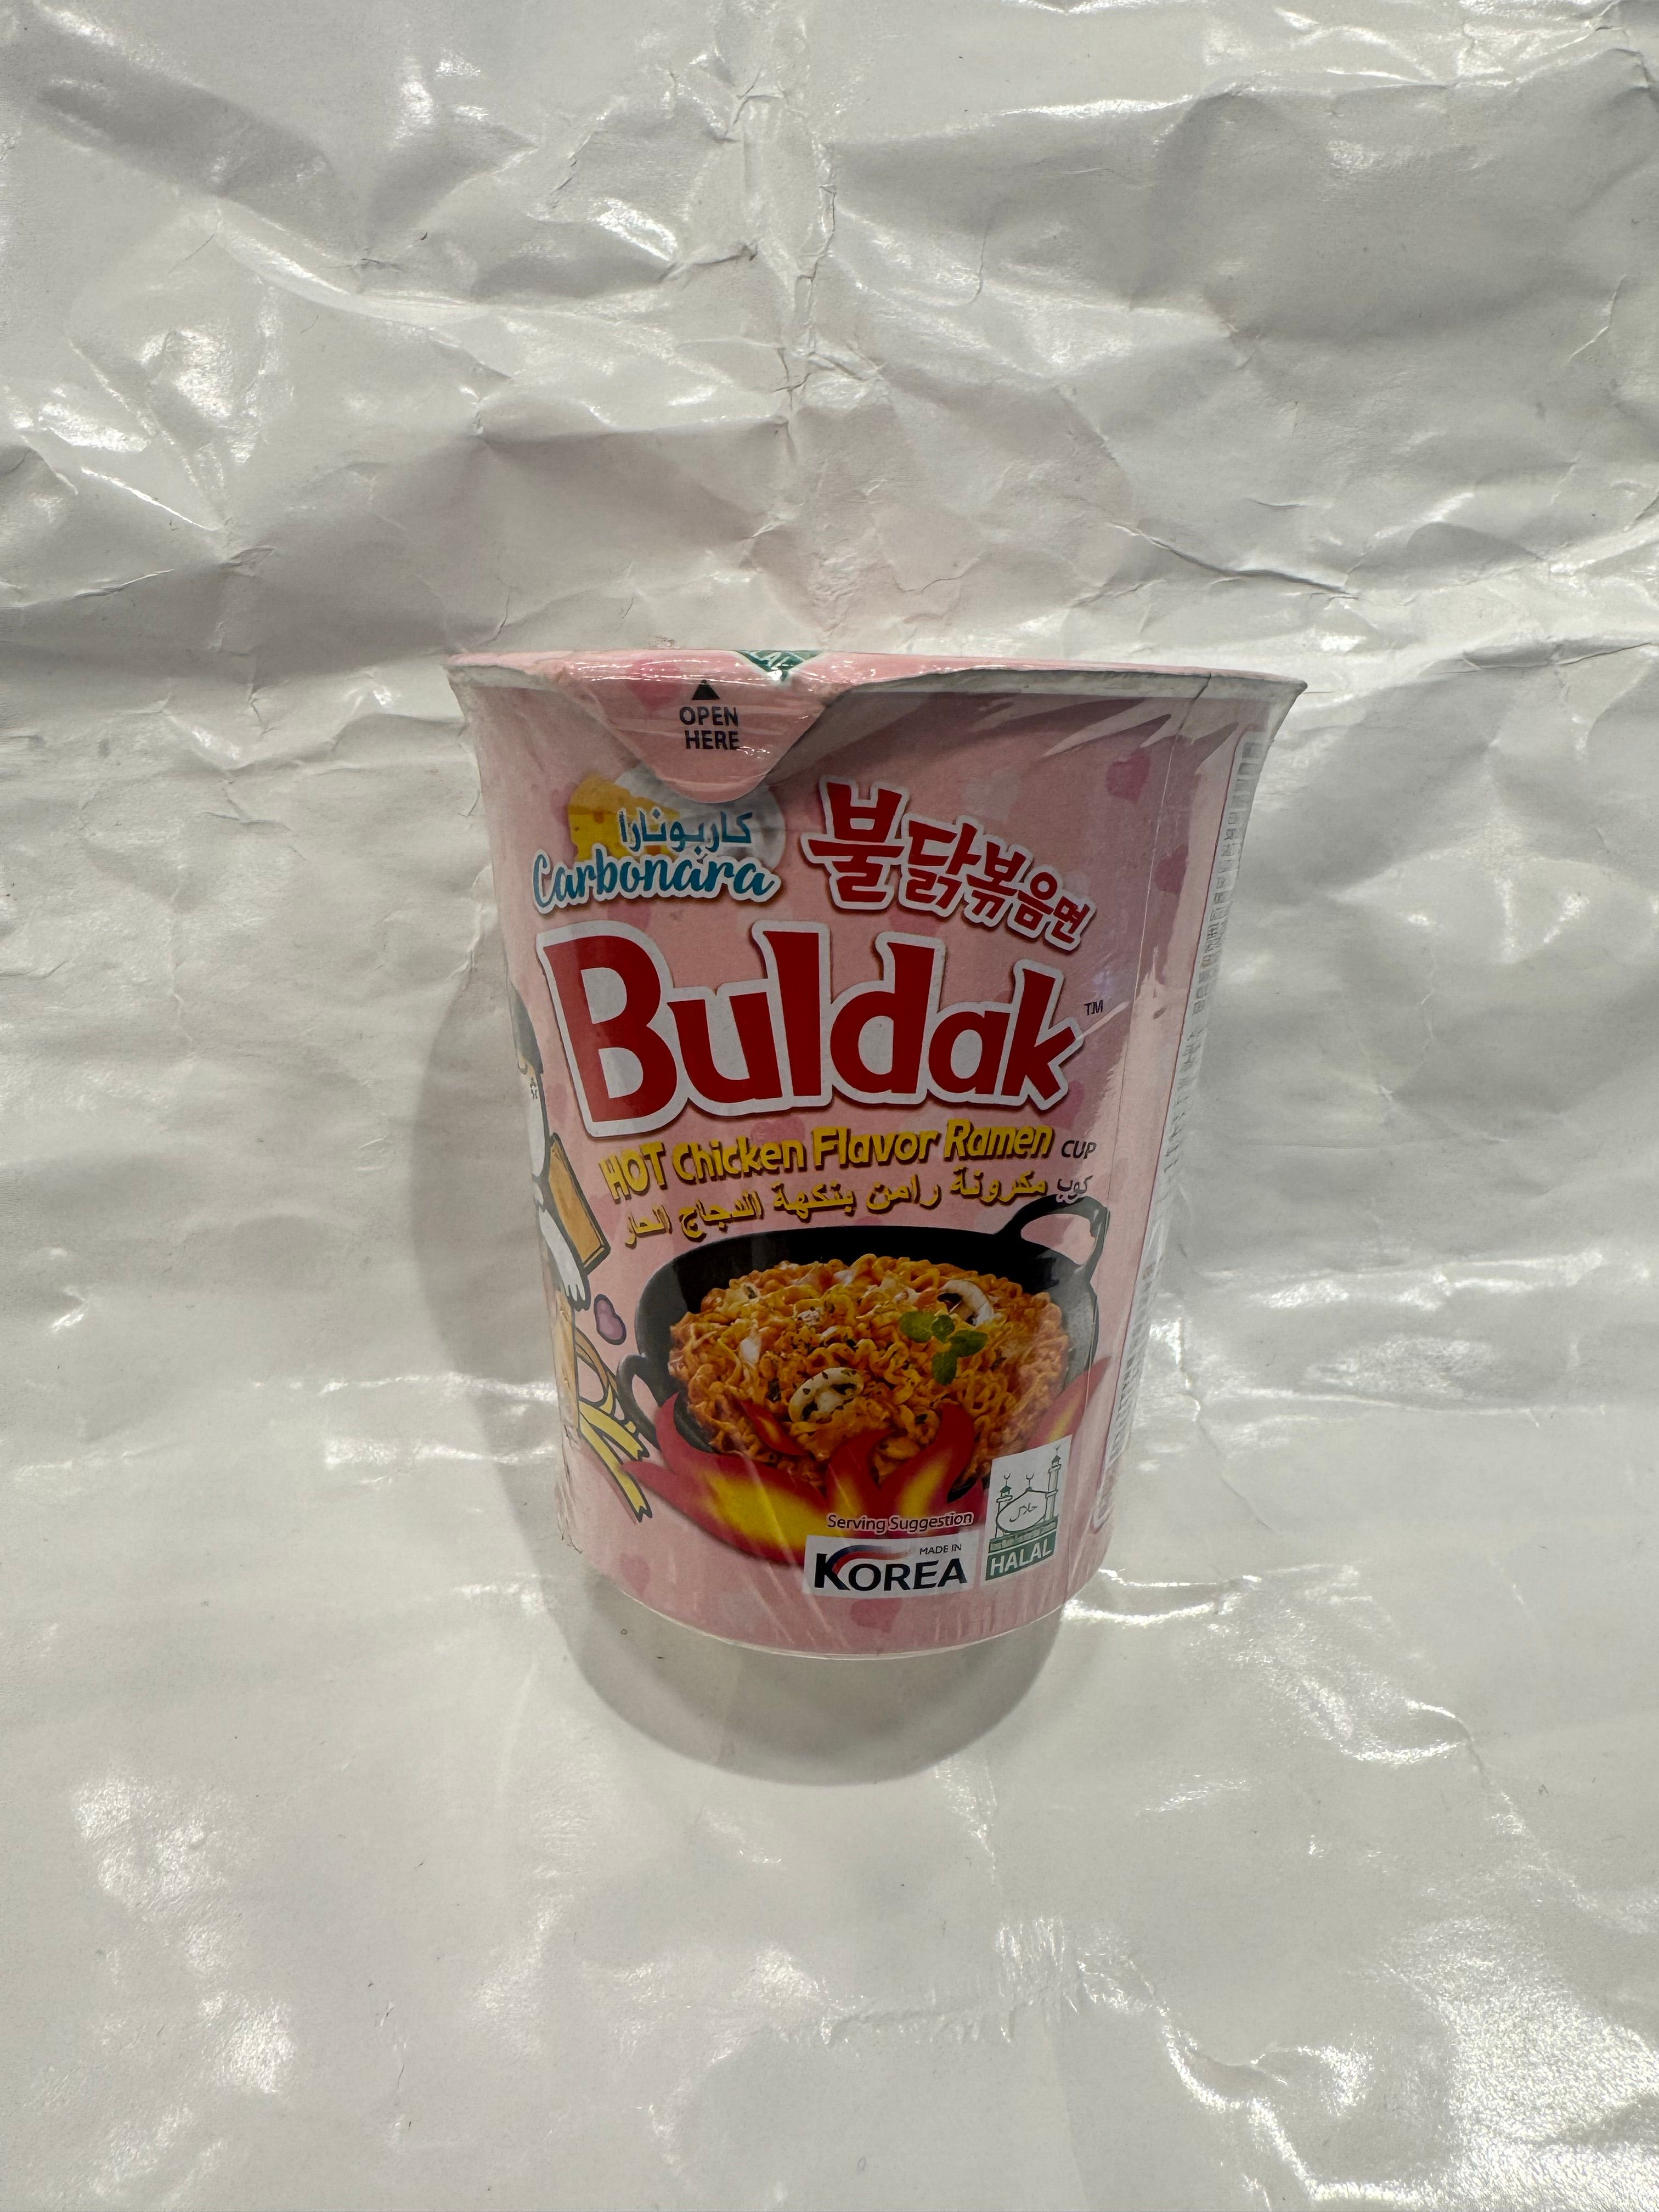 OPEN
HERE
كاربونارا
Carbonara
불닭볶음면
Buldak™
HOT Chicken Flavor Ramen CUP
مكرونة رامن بنكهة الدجاج الحار كوب
Serving Suggestion
MADE IN
KOREA
حلال
HALAL